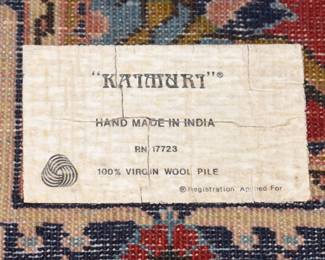 "KAIMURI"®
HAND MADE IN INDIA
RN 17723
100% VIRGIN WOOL PILE
® Registration Applied For